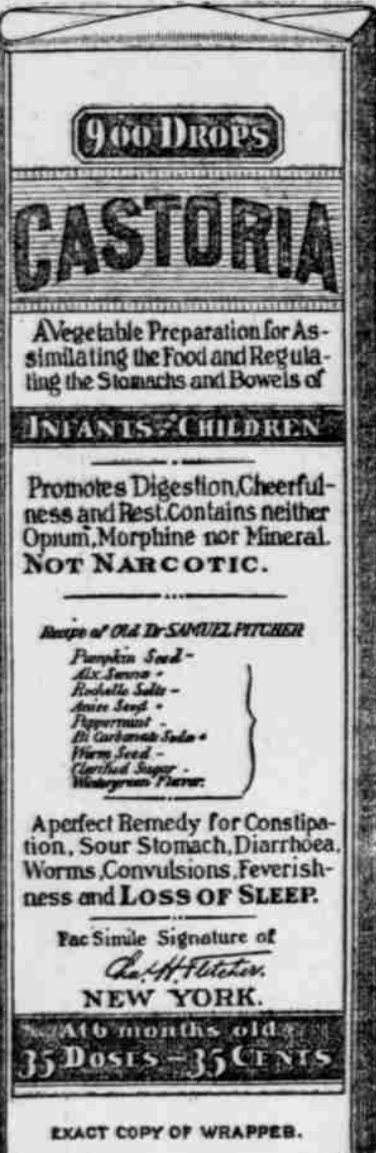 900 DROPS
CASTORIA
A Vegetable Preparation for As-
similating the Food and Regula-
ting the Stomachs and Bowels of
INFANTS & CHILDREN
Promotes Digestion, Cheerful-
ness and Rest. Contains neither
Opium, Morphine nor Mineral.
NOT NARCOTIC.
Recipe of Old Dr SAMUEL PITCHER
Pumpkin Seed -
Alx. Senna +
Rochelle Salts -
Anise Seed +
Peppermint -
Bi Carbonate Soda +
Worm Seed -
Clarified Sugar -
Wintergreen Flavor.
A perfect Remedy for Constipa-
tion, Sour Stomach, Diarrhoea,
Worms, Convulsions, Feverish-
ness and LOSS OF SLEEP.
Fac Simile Signature of
Chas. H. Fletcher.
NEW YORK.
At 6 months old
35 DOSES - 35 CENTS
EXACT COPY OF WRAPPER.